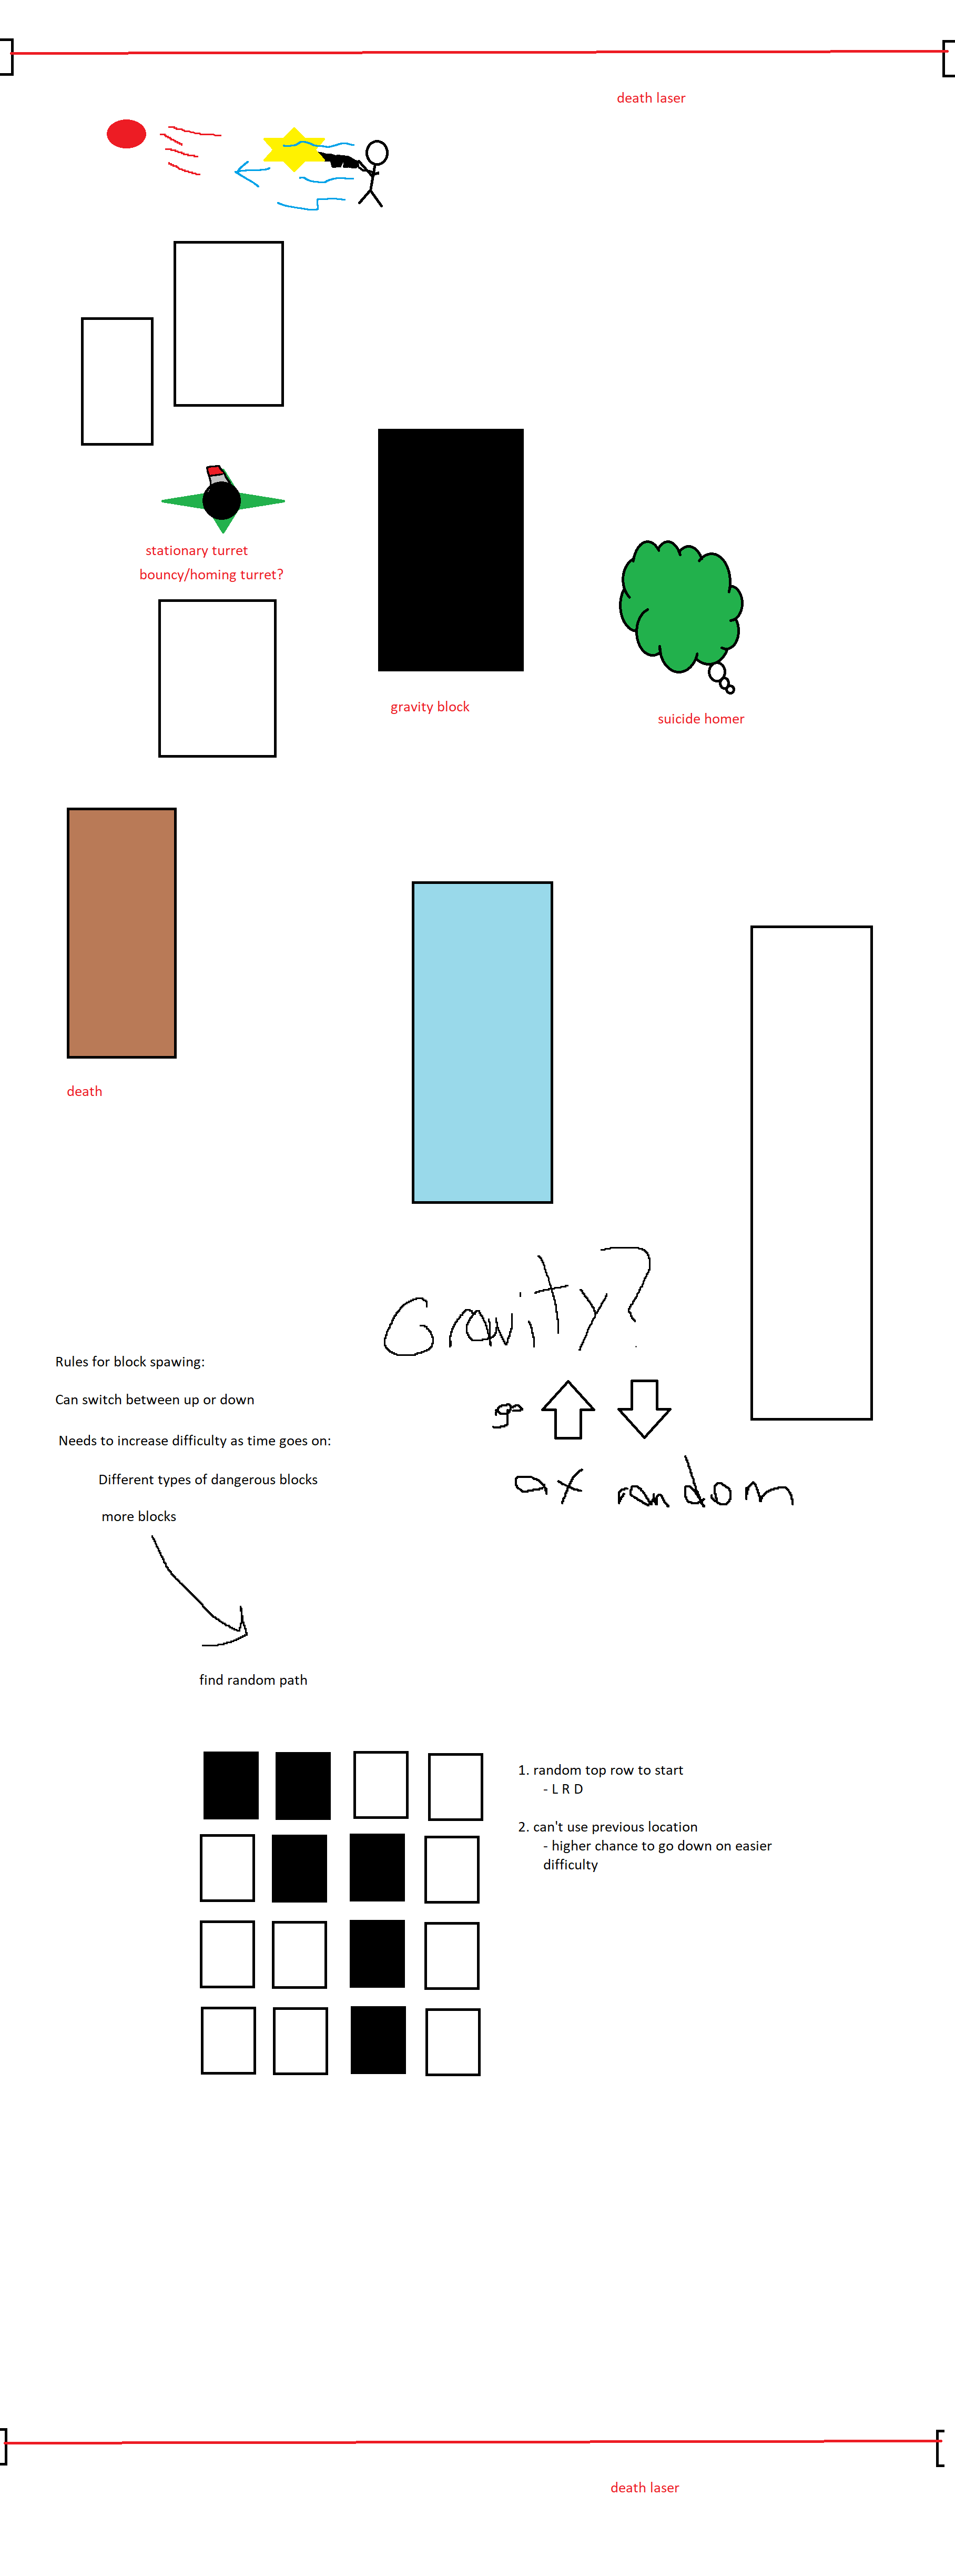 death laser
stationary turret
bouncy/homing turret?
gravity block
suicide homer
death
Gravity?
Rules for block spawing:
Can switch between up or down
Needs to increase difficulty as time goes on:
Different types of dangerous blocks
more blocks
go
at random
find random path
1. random top row to start
- L R D
2. can't use previous location
- higher chance to go down on easier
difficulty
death laser